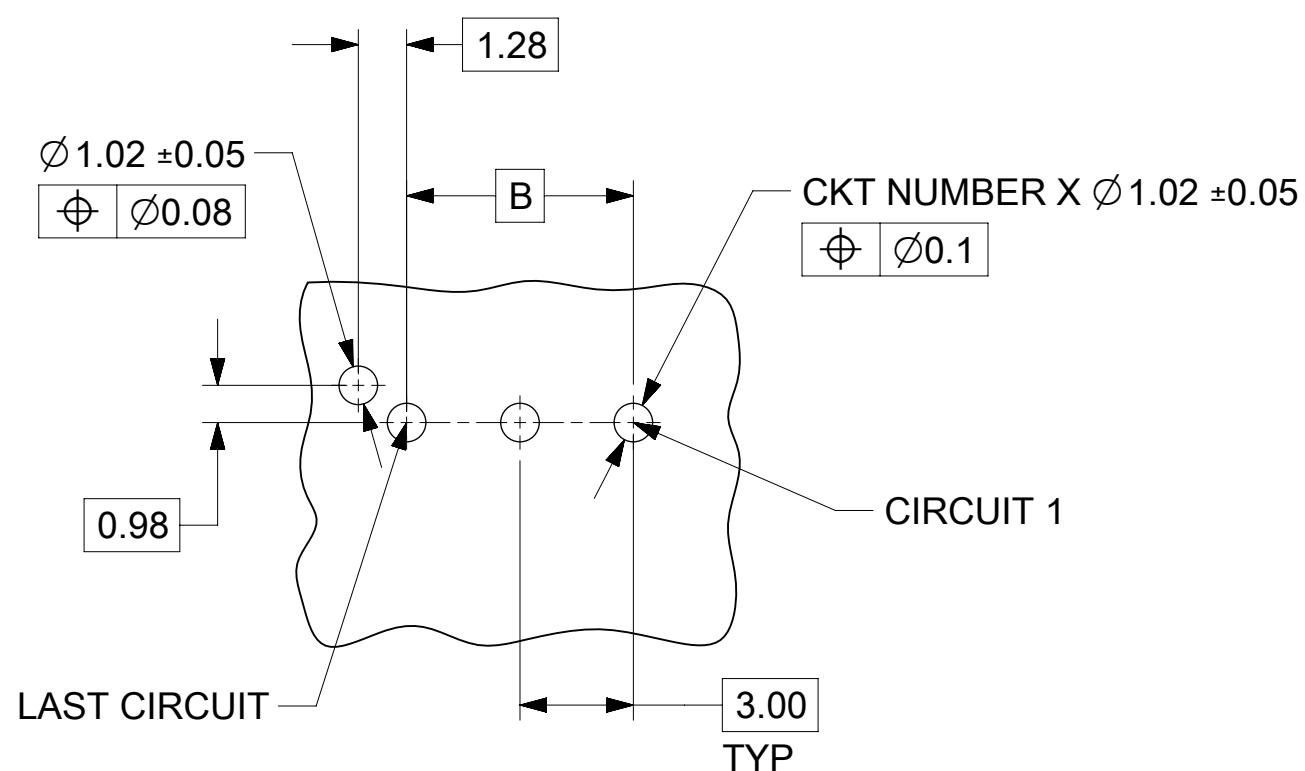 1.28
∅1.02 ±0.05
⌖ ∅0.08
B
CKT NUMBER X ∅1.02 ±0.05
⌖ ∅0.1
0.98
CIRCUIT 1
LAST CIRCUIT
3.00
TYP